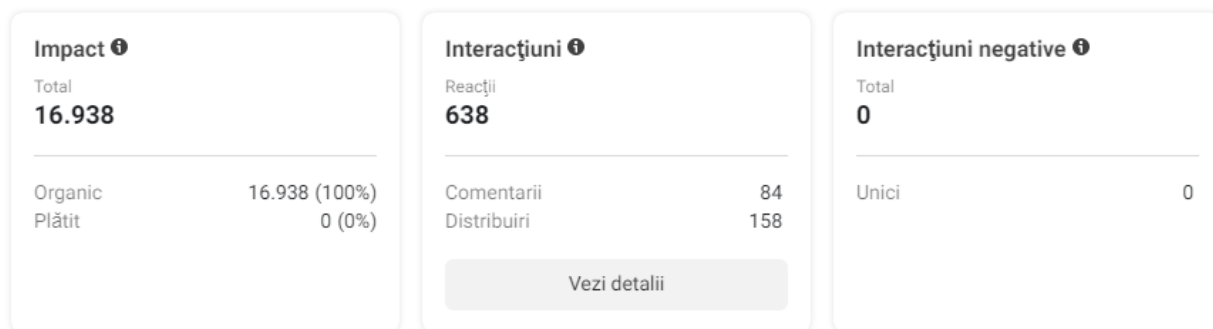 Impact
Total
16.938
Organic 16.938 (100%)
Plătit 0 (0%)
Interacţiuni
Reacţii
638
Comentarii 84
Distribuiri 158
Vezi detalii
Interacţiuni negative
Total
0
Unici 0